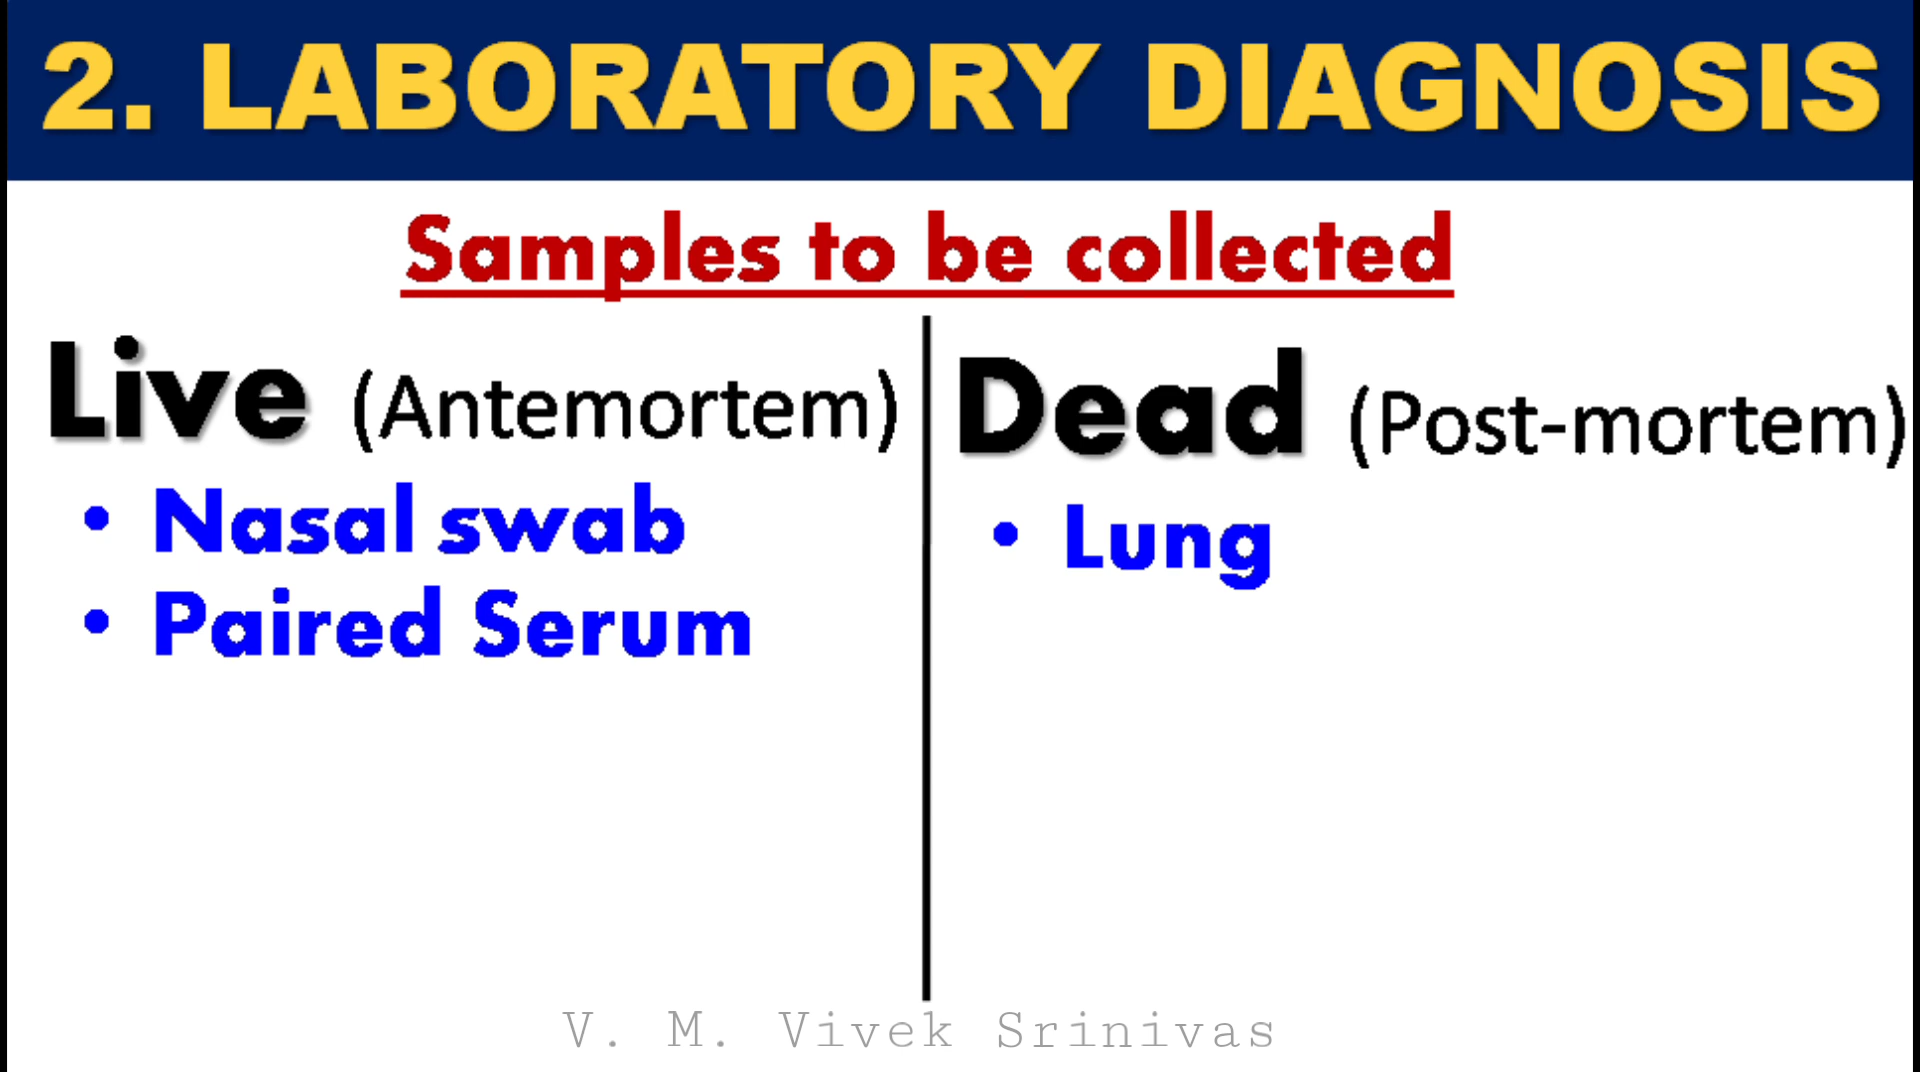 2. LABORATORY DIAGNOSIS
Samples to be collected
Live (Antemortem)
• Nasal swab
• Paired Serum
Dead (Post-mortem)
• Lung
V. M. Vivek Srinivas